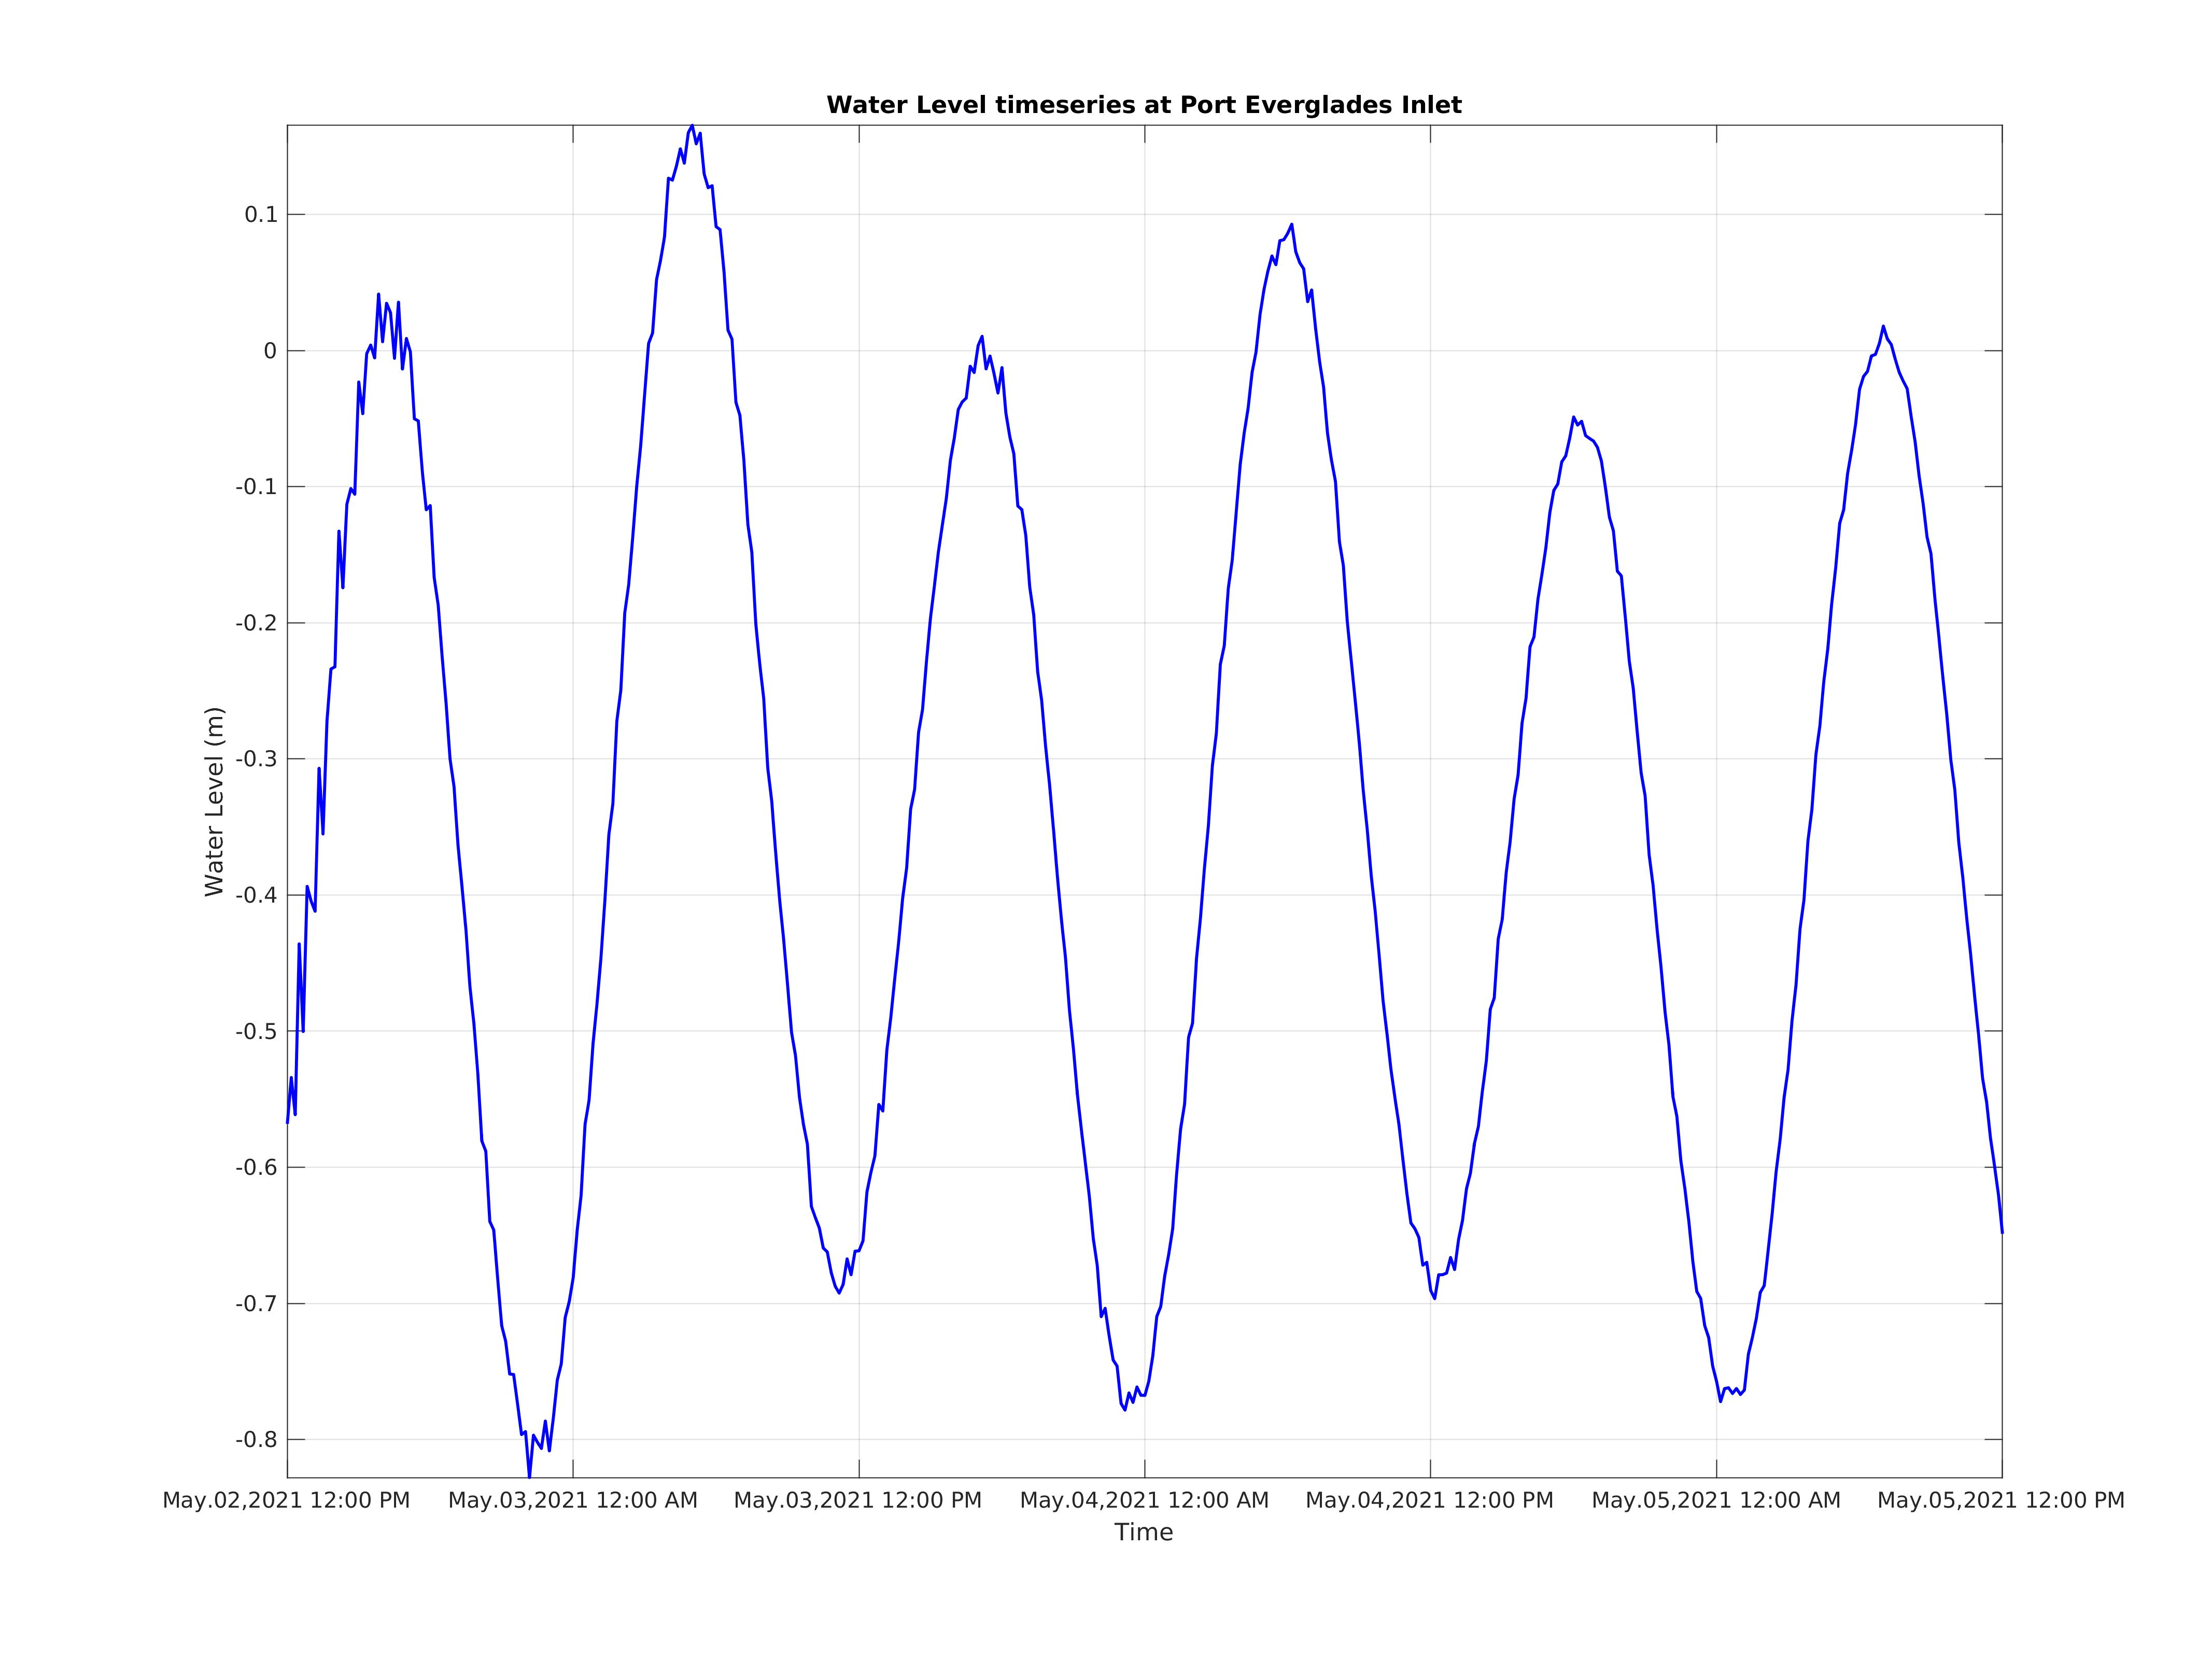 Water Level timeseries at Port Everglades Inlet
0.1
0
-0.1
-0.2
-0.3
-0.4
-0.5
-0.6
-0.7
-0.8
Water Level (m)
May.02,2021 12:00 PM
May.03,2021 12:00 AM
May.03,2021 12:00 PM
May.04,2021 12:00 AM
May.04,2021 12:00 PM
May.05,2021 12:00 AM
May.05,2021 12:00 PM
Time